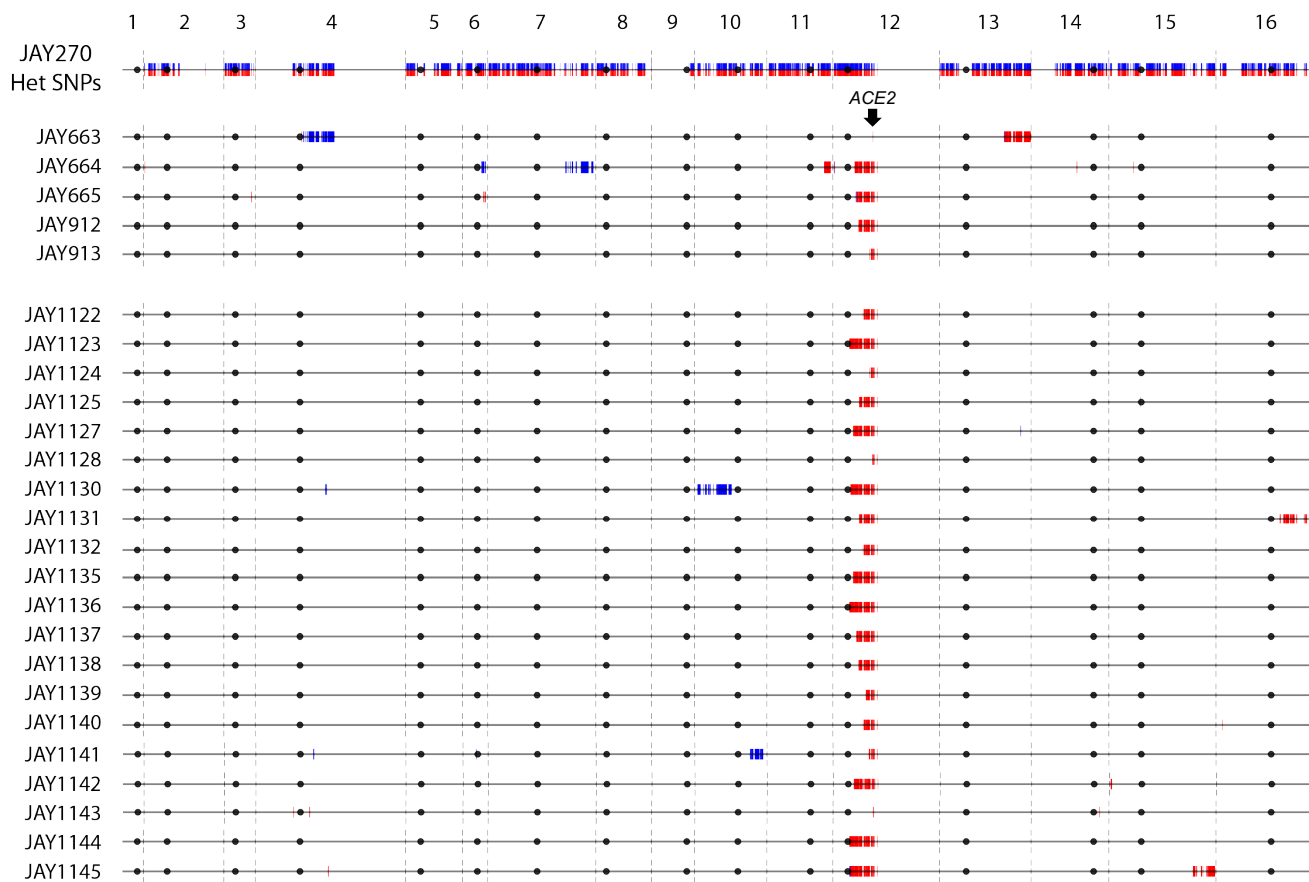 1 2 3 4 5 6 7 8 9 10 11 12 13 14 15 16
JAY270
Het SNPs
ACE2
JAY663
JAY664
JAY665
JAY912
JAY913
JAY1122
JAY1123
JAY1124
JAY1125
JAY1127
JAY1128
JAY1130
JAY1131
JAY1132
JAY1135
JAY1136
JAY1137
JAY1138
JAY1139
JAY1140
JAY1141
JAY1142
JAY1143
JAY1144
JAY1145